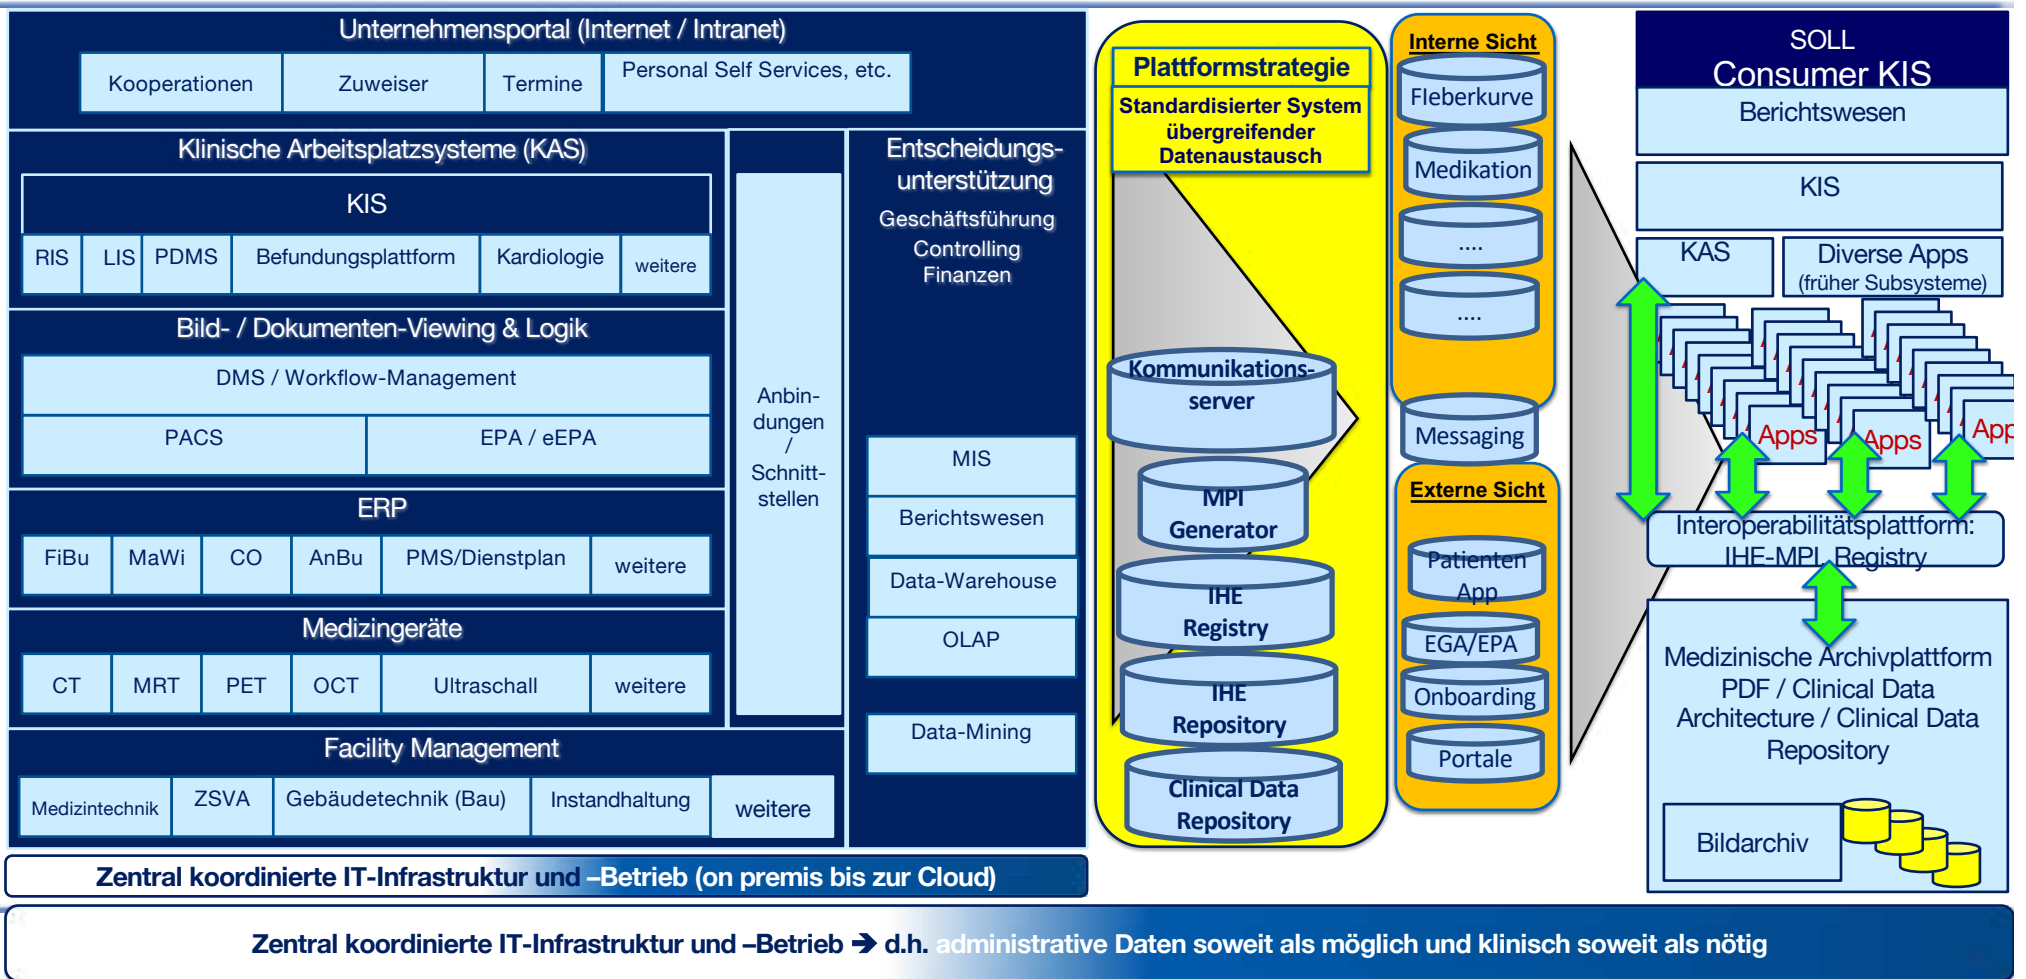 Unternehmensportal (Internet / Intranet)
Kooperationen
Zuweiser
Termine
Personal Self Services, etc.
Klinische Arbeitsplatzsysteme (KAS)
KIS
RIS
LIS
PDMS
Befundungsplattform
Kardiologie
weitere
Bild- / Dokumenten-Viewing & Logik
DMS / Workflow-Management
PACS
EPA / eEPA
ERP
FiBu
MaWi
CO
AnBu
PMS/Dienstplan
weitere
Medizingeräte
CT
MRT
PET
OCT
Ultraschall
weitere
Facility Management
Medizintechnik
ZSVA
Gebäudetechnik (Bau)
Instandhaltung
weitere
Anbin-
dungen
/
Schnitt-
stellen
Entscheidungs-
unterstützung
Geschäftsführung
Controlling
Finanzen
MIS
Berichtswesen
Data-Warehouse
OLAP
Data-Mining
Zentral koordinierte IT-Infrastruktur und –Betrieb (on premis bis zur Cloud)
Plattformstrategie
Standardisierter System
übergreifender
Datenaustausch
Kommunikations-
server
MPI
Generator
IHE
Registry
IHE
Repository
Clinical Data
Repository
Interne Sicht
FIeberkurve
Medikation
....
....
Messaging
Externe Sicht
Patienten
App
EGA/EPA
Onboarding
Portale
SOLL
Consumer KIS
Berichtswesen
KIS
KAS
Diverse Apps
(früher Subsysteme)
Apps
Apps
App
Interoperabilitätsplattform:
IHE-MPI, Registry
Medizinische Archivplattform
PDF / Clinical Data
Architecture / Clinical Data
Repository
Bildarchiv
Zentral koordinierte IT-Infrastruktur und –Betrieb ➔ d.h. administrative Daten soweit als möglich und klinisch soweit als nötig